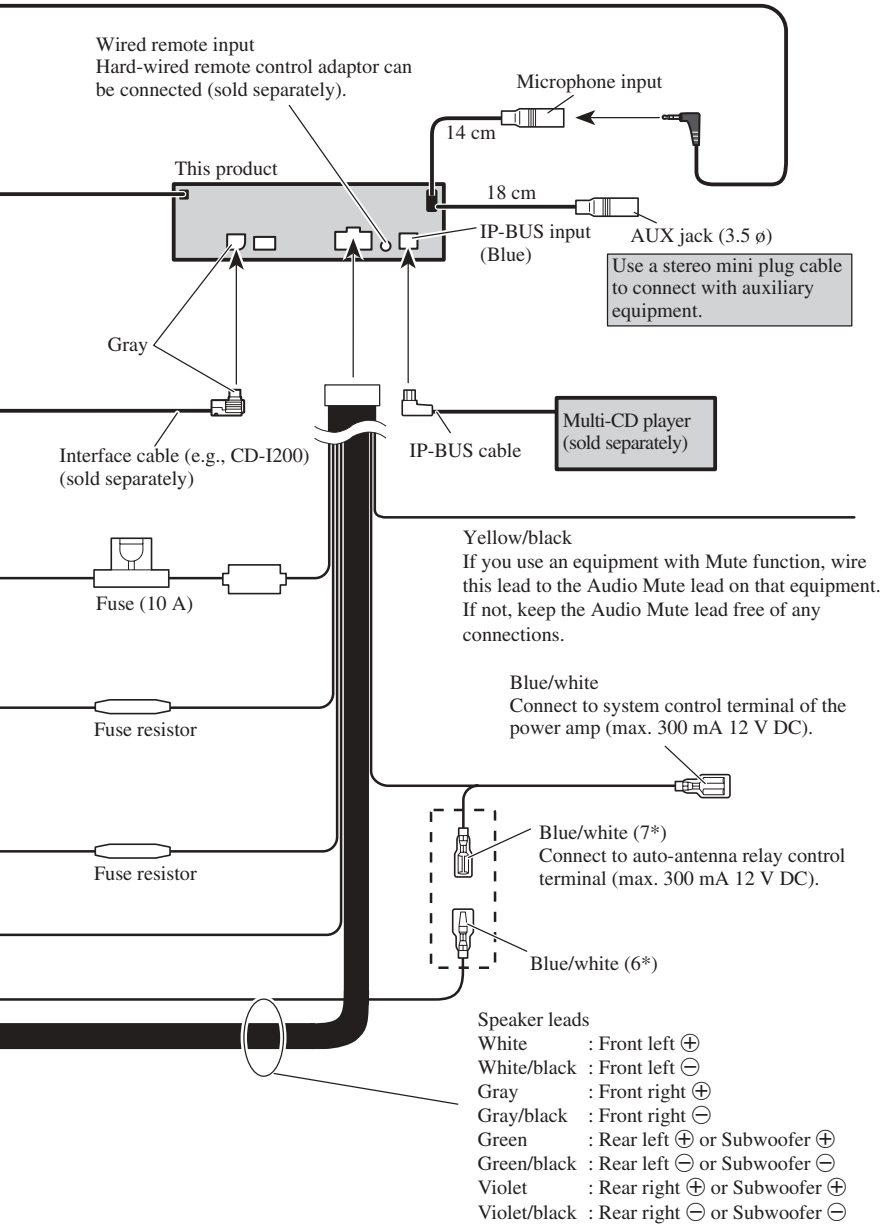 Wired remote input
Hard-wired remote control adaptor can
be connected (sold separately).
Microphone input
14 cm
This product
18 cm
IP-BUS input
(Blue)
AUX jack (3.5 ø)
Use a stereo mini plug cable
to connect with auxiliary
equipment.
Gray
Multi-CD player
(sold separately)
Interface cable (e.g., CD-I200)
(sold separately)
IP-BUS cable
Yellow/black
If you use an equipment with Mute function, wire
this lead to the Audio Mute lead on that equipment.
If not, keep the Audio Mute lead free of any
connections.
Fuse (10 A)
Blue/white
Connect to system control terminal of the
power amp (max. 300 mA 12 V DC).
Fuse resistor
Blue/white (7*)
Connect to auto-antenna relay control
terminal (max. 300 mA 12 V DC).
Fuse resistor
Blue/white (6*)
Speaker leads
White : Front left ⊕
White/black : Front left ⊖
Gray : Front right ⊕
Gray/black : Front right ⊖
Green : Rear left ⊕ or Subwoofer ⊕
Green/black : Rear left ⊖ or Subwoofer ⊖
Violet : Rear right ⊕ or Subwoofer ⊕
Violet/black : Rear right ⊖ or Subwoofer ⊖